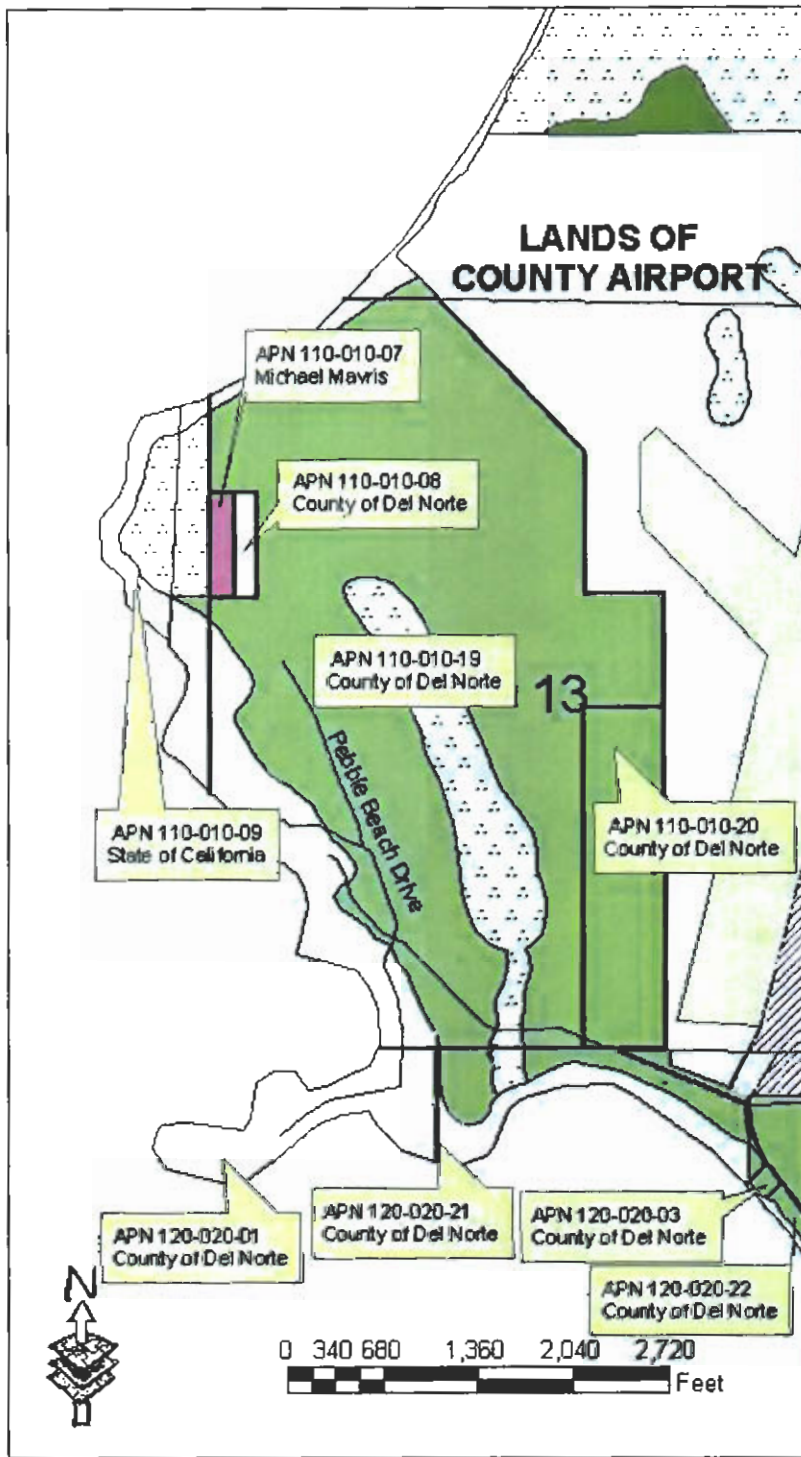 LANDS OF
COUNTY AIRPORT
APN 110-010-07
Michael Mavris
APN 110-010-08
County of Del Norte
APN 110-010-19
County of Del Norte
13
Pebble Beach Drive
APN 110-010-20
County of Del Norte
APN 110-010-09
State of California
APN 120-020-01
County of Del Norte
APN 120-020-21
County of Del Norte
APN 120-020-03
County of Del Norte
APN 120-020-22
County of Del Norte
N
0 340 680 1,360 2,040 2,720
Feet